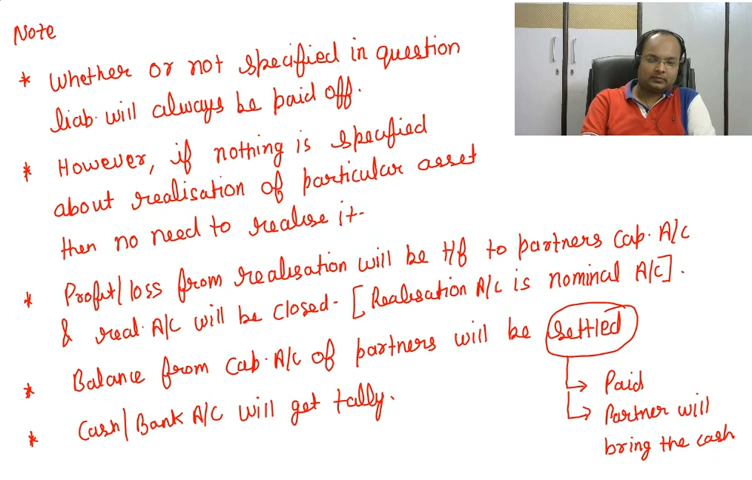 Note
* Whether or not specified in question
liab. will always be paid off.
* However, if nothing is specified
about realisation of particular asset
then no need to realise it-
* Profit/loss from realisation will be t/f to partners cap. A/c
& real. A/c will be closed- [Realisation A/c is nominal A/c].
* Balance from cap. A/c of partners will be settled
→ Paid
→ Partner will
bring the cash
* Cash/Bank A/c will get tally.